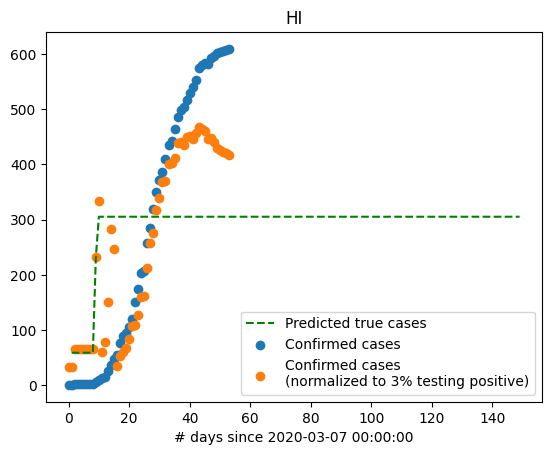 HI
600
500
400
300
200
100
0
Predicted true cases
Confirmed cases
Confirmed cases
(normalized to 3% testing positive)
0 20 40 60 80 100 120 140
# days since 2020-03-07 00:00:00